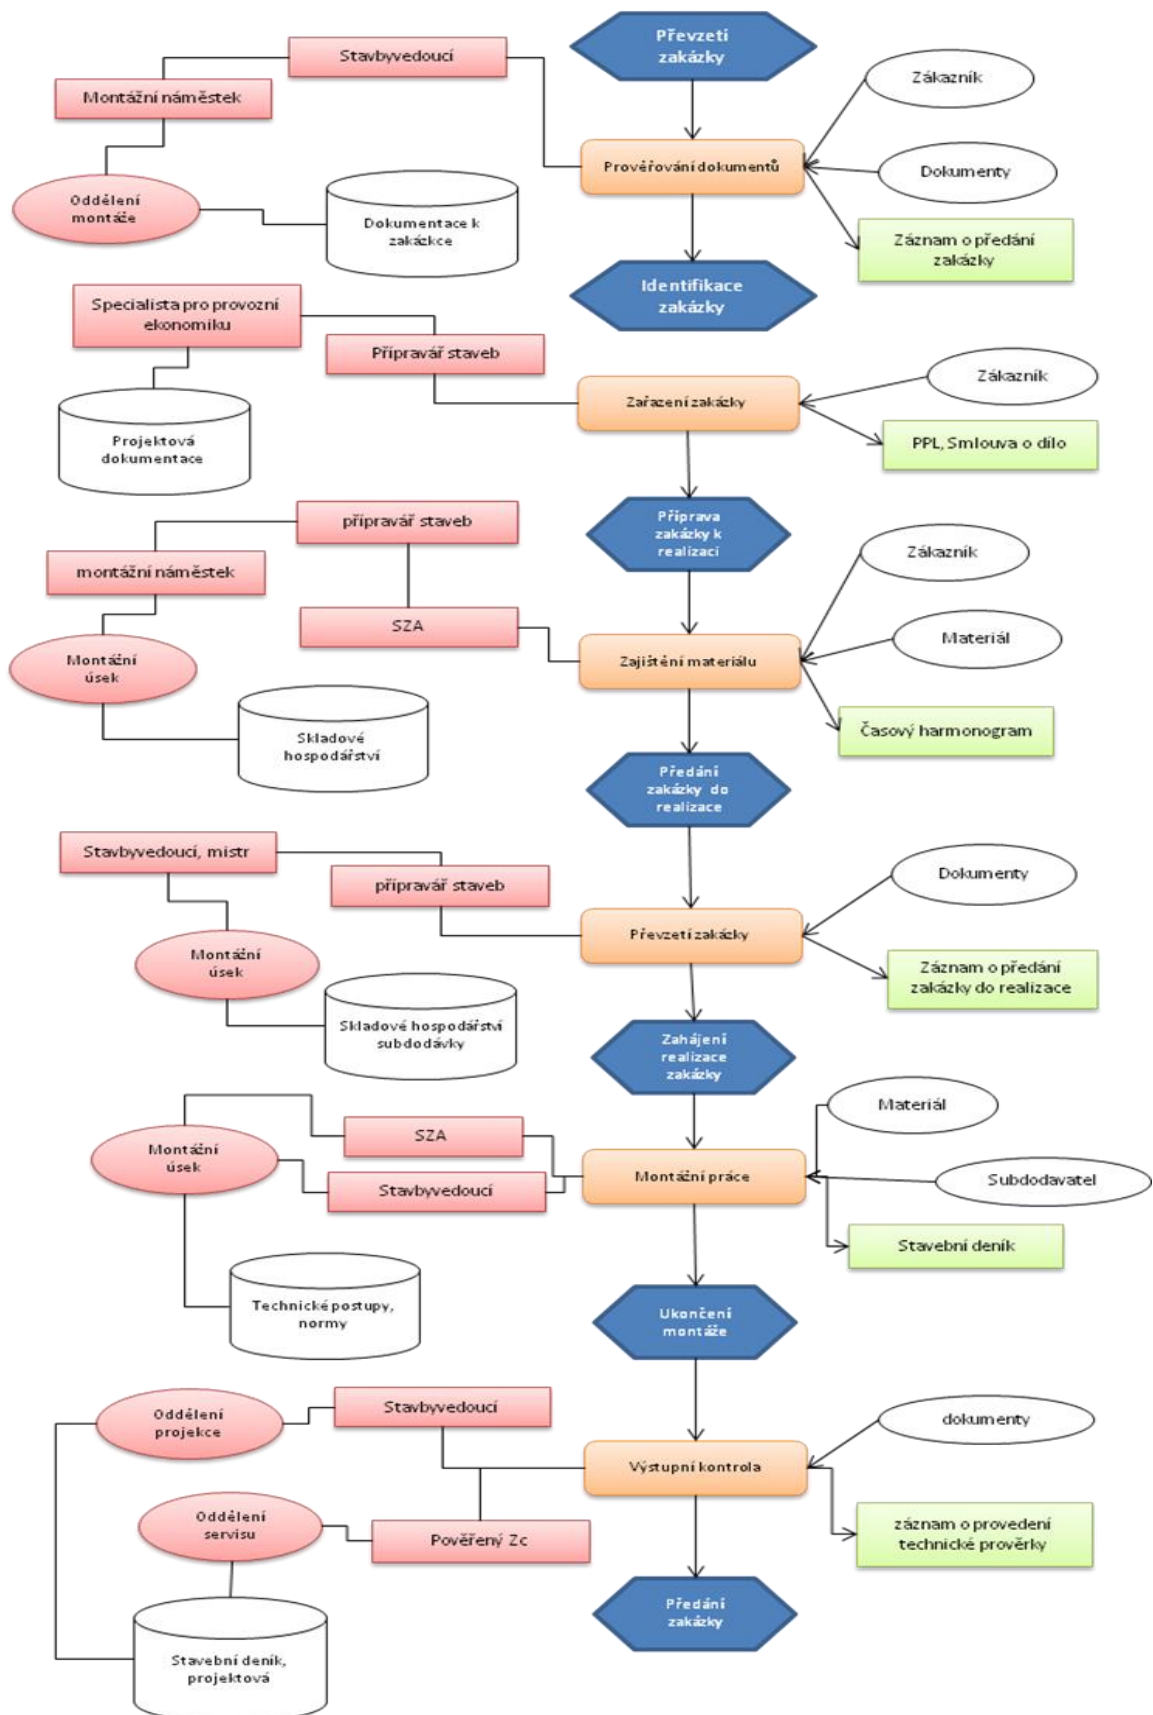 Převzetí
zakázky
Stavbyvedoucí
Zákazník
Montážní náměstek
Prověřování dokumentů
Dokumenty
Oddělení
montáže
Dokumentace k
zakázkce
Záznam o předání
zakázky
Identifikace
zakázky
Specialista pro provozní
ekonomiku
Přípravář staveb
Zákazník
Zařazení zakázky
Projektová
dokumentace
PPL, Smlouva o dílo
přípravář staveb
Příprava
zakázky k
realizaci
Zákazník
montážní náměstek
SZA
Materiál
Montážní
úsek
Zajištění materiálu
Skladové
hospodářství
Časový harmonogram
Předání
zakázky do
realizace
Stavbyvedoucí, mistr
přípravář staveb
Dokumenty
Převzetí zakázky
Montážní
úsek
Záznam o předání
zakázky do realizace
Skladové hospodářství
subdodávky
Zahájení
realizace
zakázky
Materiál
SZA
Montážní
úsek
Stavbyvedoucí
Montážní práce
Subdodavatel
Stavební deník
Technické postupy,
normy
Ukončení
montáže
Oddělení
projekce
Stavbyvedoucí
dokumenty
Výstupní kontrola
Oddělení
servisu
Pověřený Zc
záznam o provedení
technické prověrky
Předání
zakázky
Stavební deník,
projektová